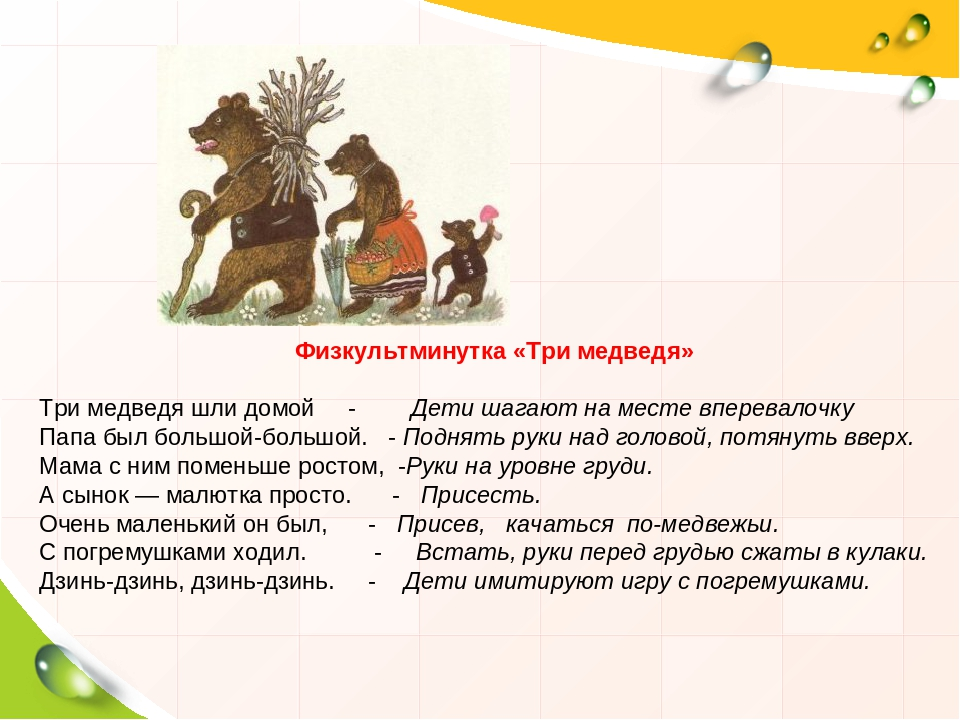 Физкультминутка «Три медведя»
Три медведя шли домой - Дети шагают на месте вперевалочку
Папа был большой-большой. - Поднять руки над головой, потянуть вверх.
Мама с ним поменьше ростом, -Руки на уровне груди.
А сынок — малютка просто. - Присесть.
Очень маленький он был, - Присев, качаться по-медвежьи.
С погремушками ходил. - Встать, руки перед грудью сжаты в кулаки.
Дзинь-дзинь, дзинь-дзинь. - Дети имитируют игру с погремушками.